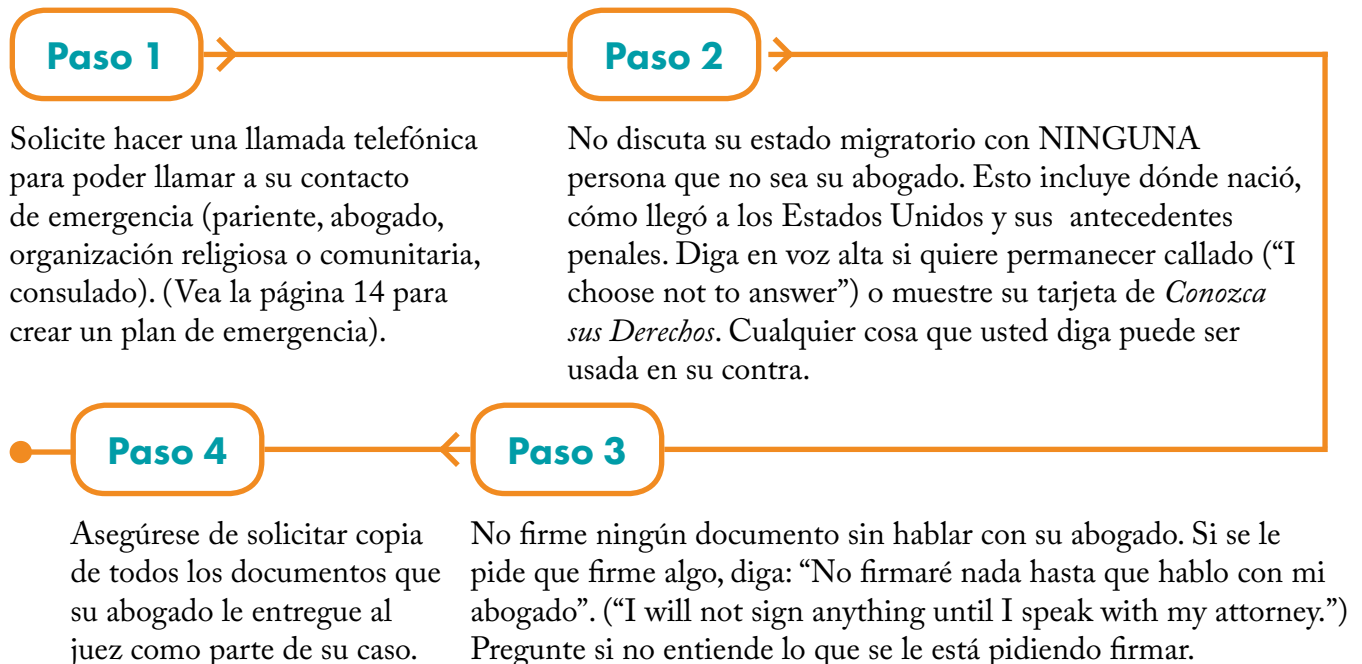 Paso 1
Solicite hacer una llamada telefónica
para poder llamar a su contacto
de emergencia (pariente, abogado,
organización religiosa o comunitaria,
consulado). (Vea la página 14 para
crear un plan de emergencia).
Paso 2
No discuta su estado migratorio con NINGUNA
persona que no sea su abogado. Esto incluye dónde nació,
cómo llegó a los Estados Unidos y sus antecedentes
penales. Diga en voz alta si quiere permanecer callado (“I
choose not to answer”) o muestre su tarjeta de Conozca
sus Derechos. Cualquier cosa que usted diga puede ser
usada en su contra.
Paso 3
No firme ningún documento sin hablar con su abogado. Si se le
pide que firme algo, diga: “No firmaré nada hasta que hablo con mi
abogado”. (“I will not sign anything until I speak with my attorney.”)
Pregunte si no entiende lo que se le está pidiendo firmar.
Paso 4
Asegúrese de solicitar copia
de todos los documentos que
su abogado le entregue al
juez como parte de su caso.